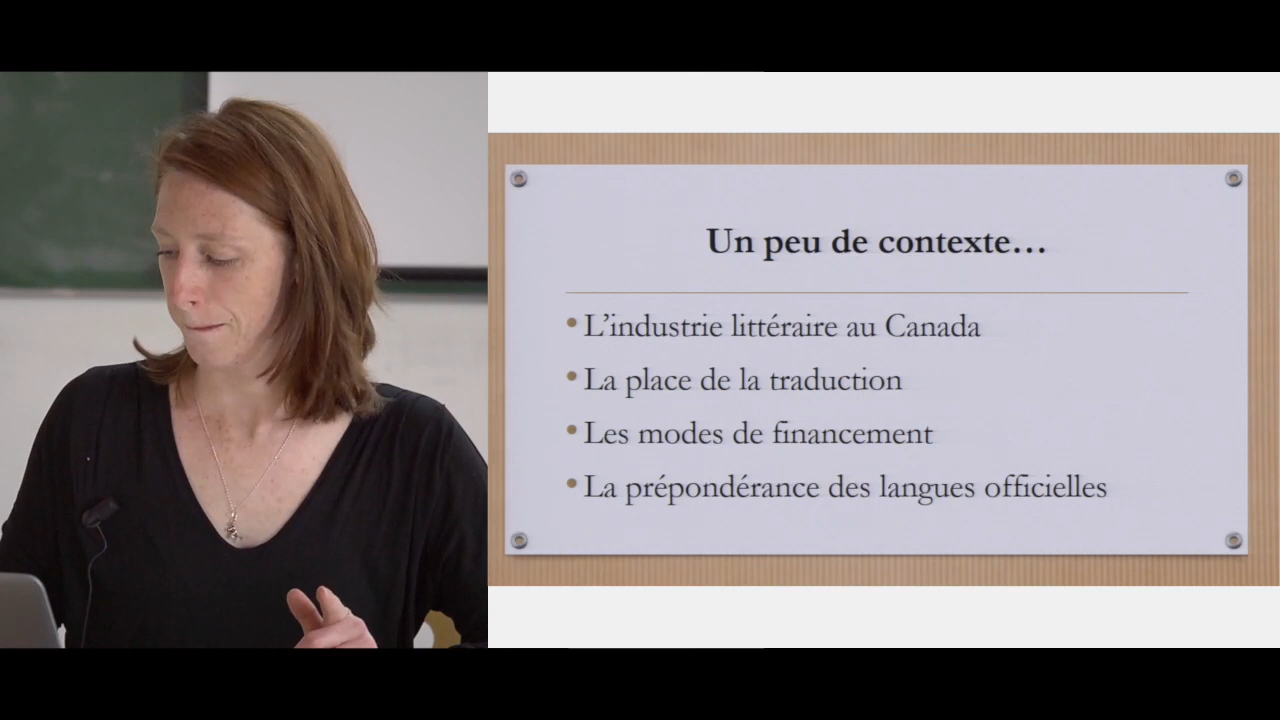 Un peu de contexte…
• L’industrie littéraire au Canada
• La place de la traduction
• Les modes de financement
• La prépondérance des langues officielles